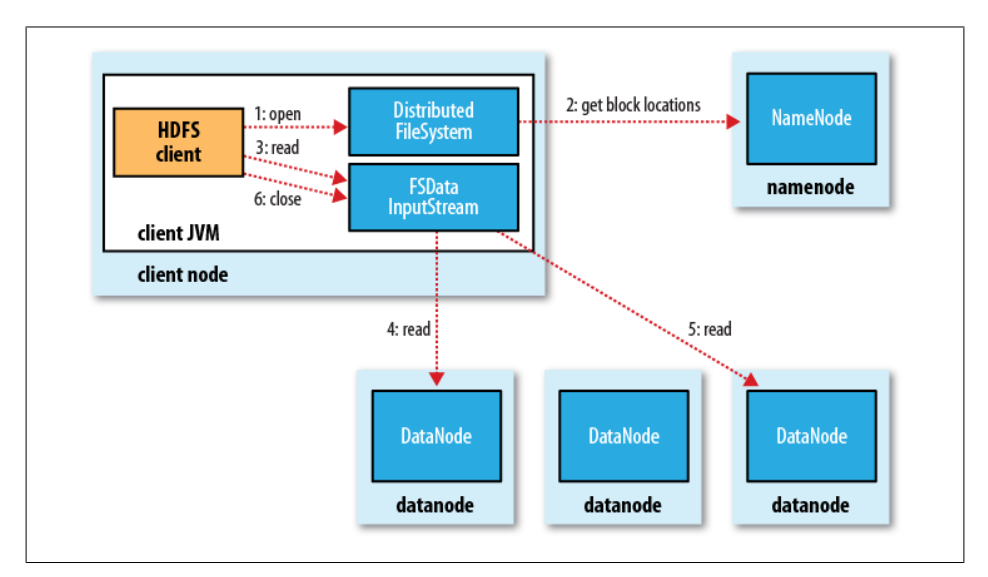 HDFS
client
1: open
3: read
6: close
Distributed
FileSystem
FSData
InputStream
client JVM
client node
2: get block locations
NameNode
namenode
4: read
5: read
DataNode
datanode
DataNode
datanode
DataNode
datanode